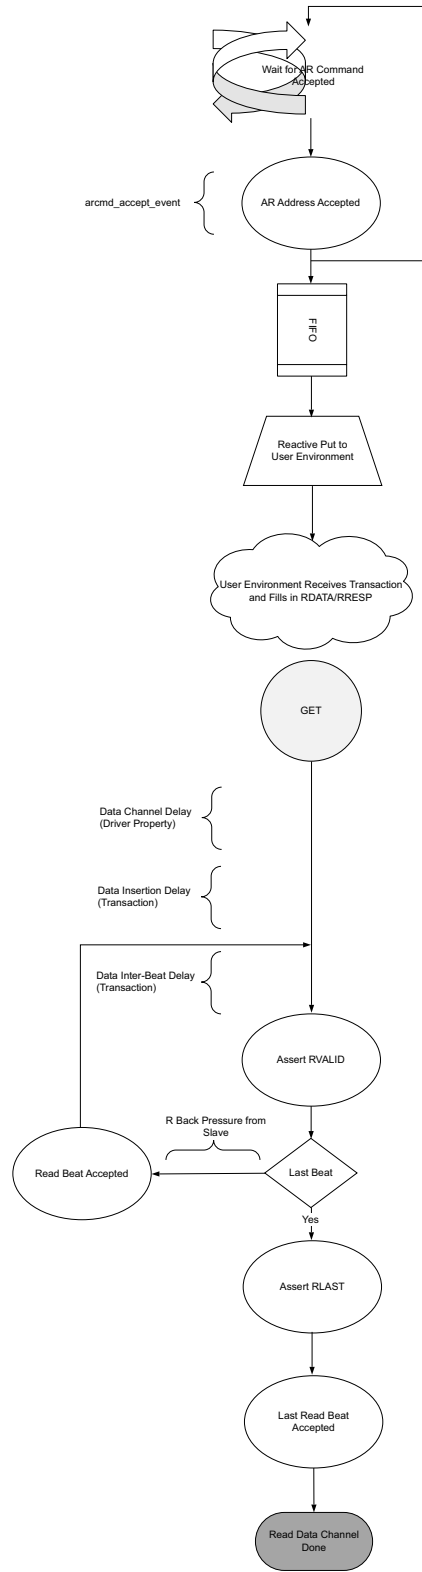 Wait for AR Command
Accepted
arcmd_accept_event
AR Address Accepted
FIFO
Reactive Put to
User Environment
User Environment Receives Transaction
and Fills in RDATA/RRESP
GET
Data Channel Delay
(Driver Property)
Data Insertion Delay
(Transaction)
Data Inter-Beat Delay
(Transaction)
Assert RVALID
R Back Pressure from
Slave
Read Beat Accepted
Last Beat
Yes
Assert RLAST
Last Read Beat
Accepted
Read Data Channel
Done